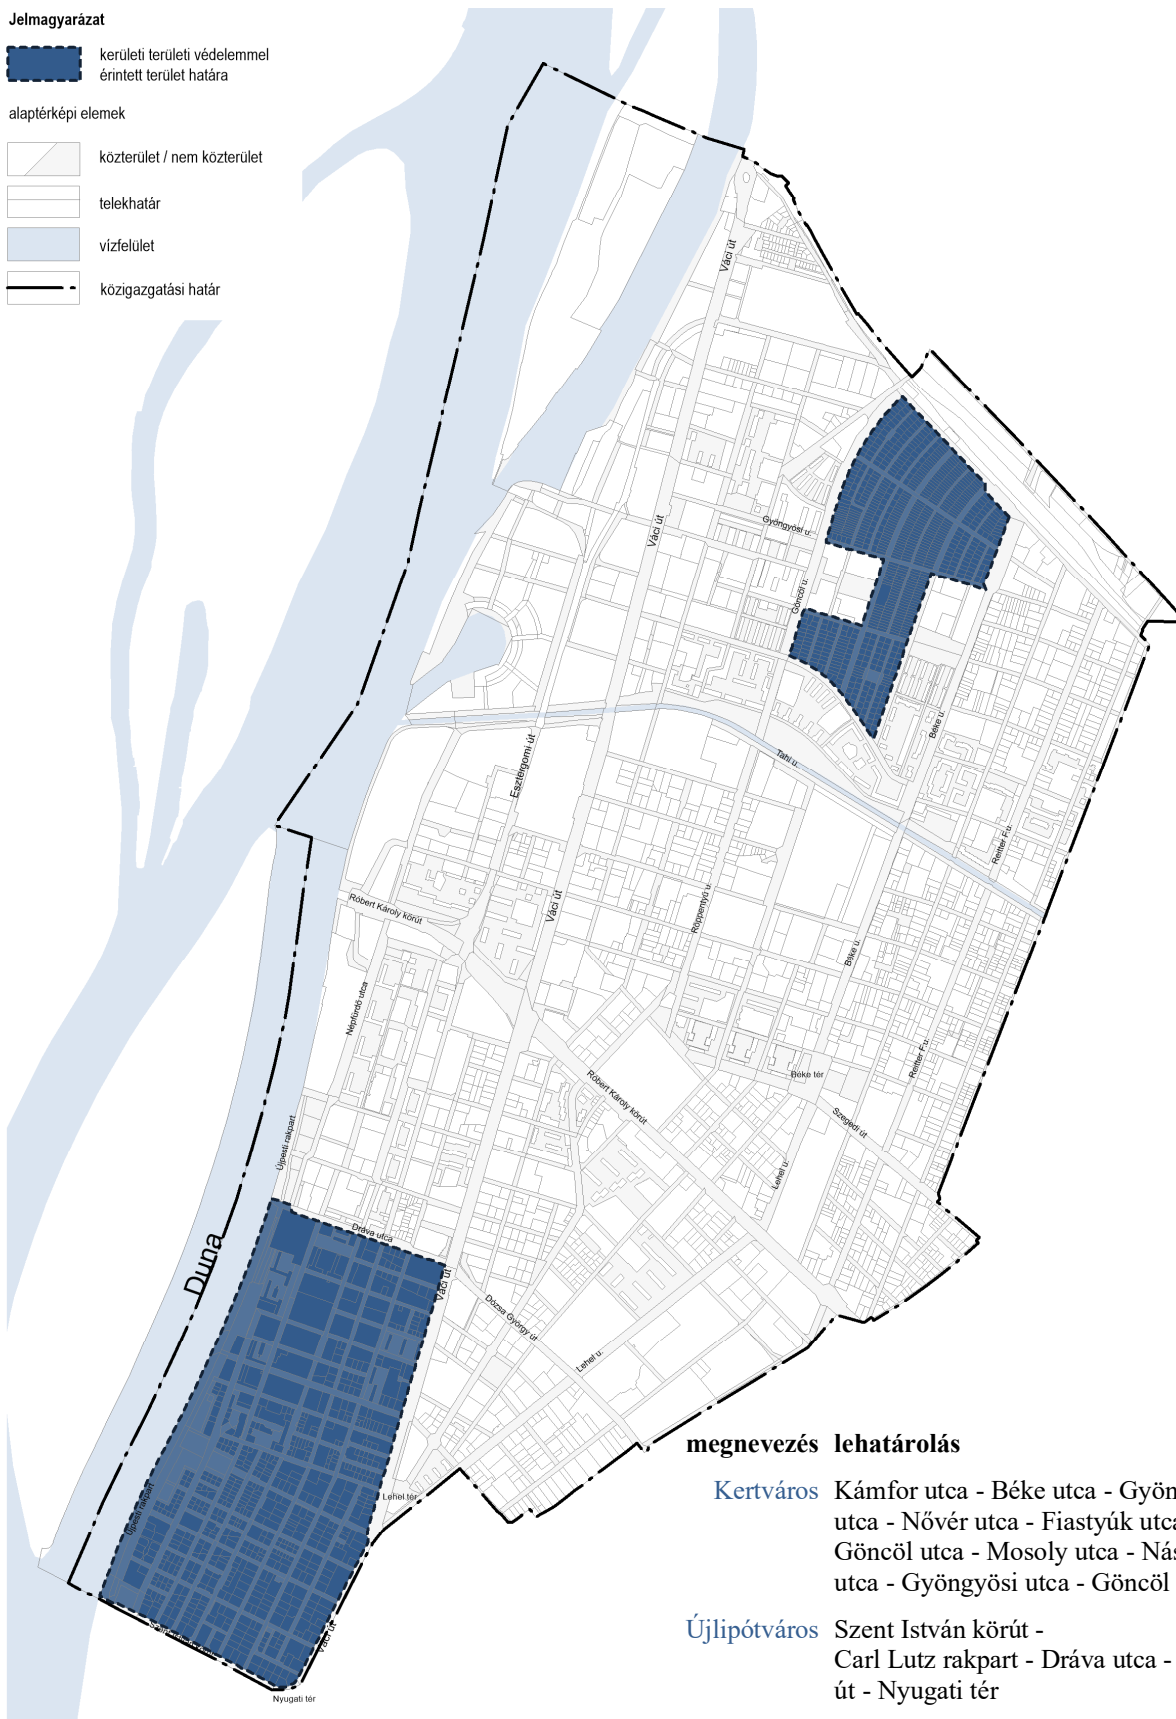 Jelmagyarázat
kerületi területi védelemmel
érintett terület határa
alaptérképi elemek
közterület / nem közterület
telekhatár
vízfelület
közigazgatási határ
Váci út
Gyöngyösi u.
Váci út
Göncöl u.
Béke u.
Esztergomi út
Tahi u.
Reitter F.u.
Róbert Károly körút
Váci út
Röppentyű u.
Béke u.
Népfürdő utca
Reitter F.u.
Béke tér
Róbert Károly körút
Szegedi út
Újpesti rakpart
Lehel u.
Dráva utca
Duna
Váci út
Dózsa György út
Lehel u.
Lehel tér
Újpesti rakpart
Váci út
Nyugati tér
megnevezés lehatárolás
Kertváros Kámfor utca - Béke utca - Gyön
utca - Nővér utca - Fiastyúk utca
Göncöl utca - Mosoly utca - Nás
utca - Gyöngyösi utca - Göncöl
Újlipótváros Szent István körút -
Carl Lutz rakpart - Dráva utca -
út - Nyugati tér